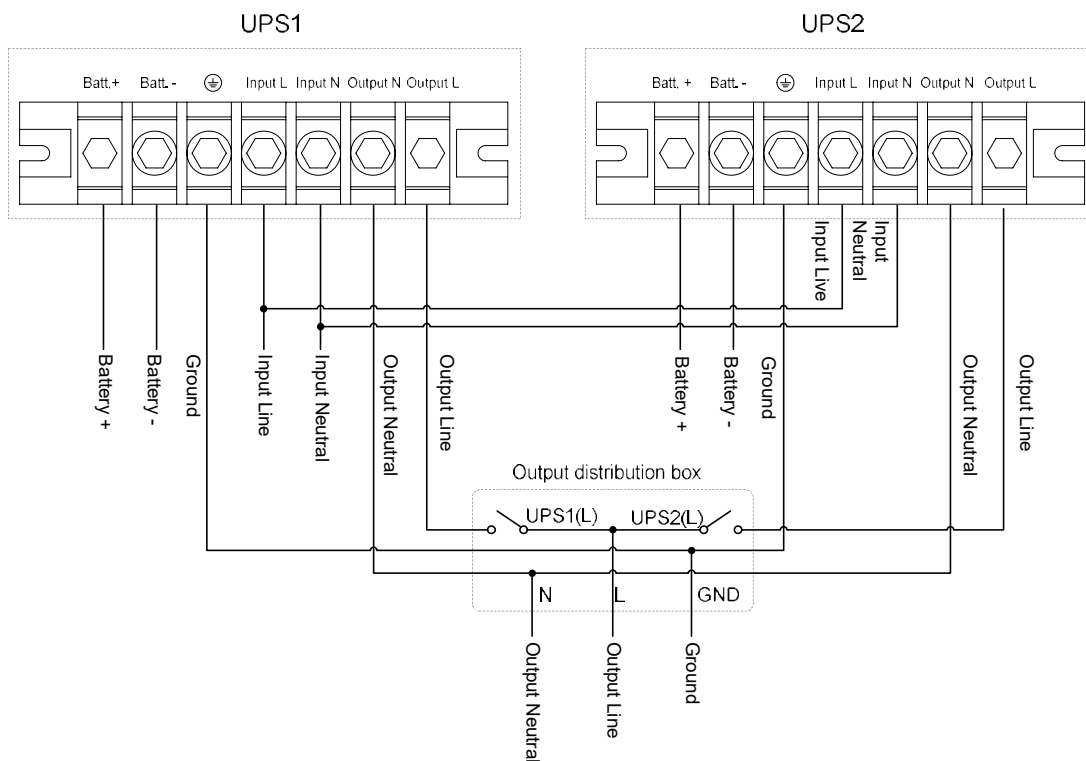 UPS1
UPS2
Batt.+ Batt. - Input L Input N Output N Output L
Batt. + Batt. - Input L Input N Output N Output L
Input Live
Input
Neutral
Battery +
Battery -
Ground
Input Line
Input Neutral
Output Neutral
Output Line
Battery +
Battery -
Ground
Output Neutral
Output Line
Output distribution box
UPS1(L) UPS2(L)
N L GND
Output Neutral
Output Line
Ground